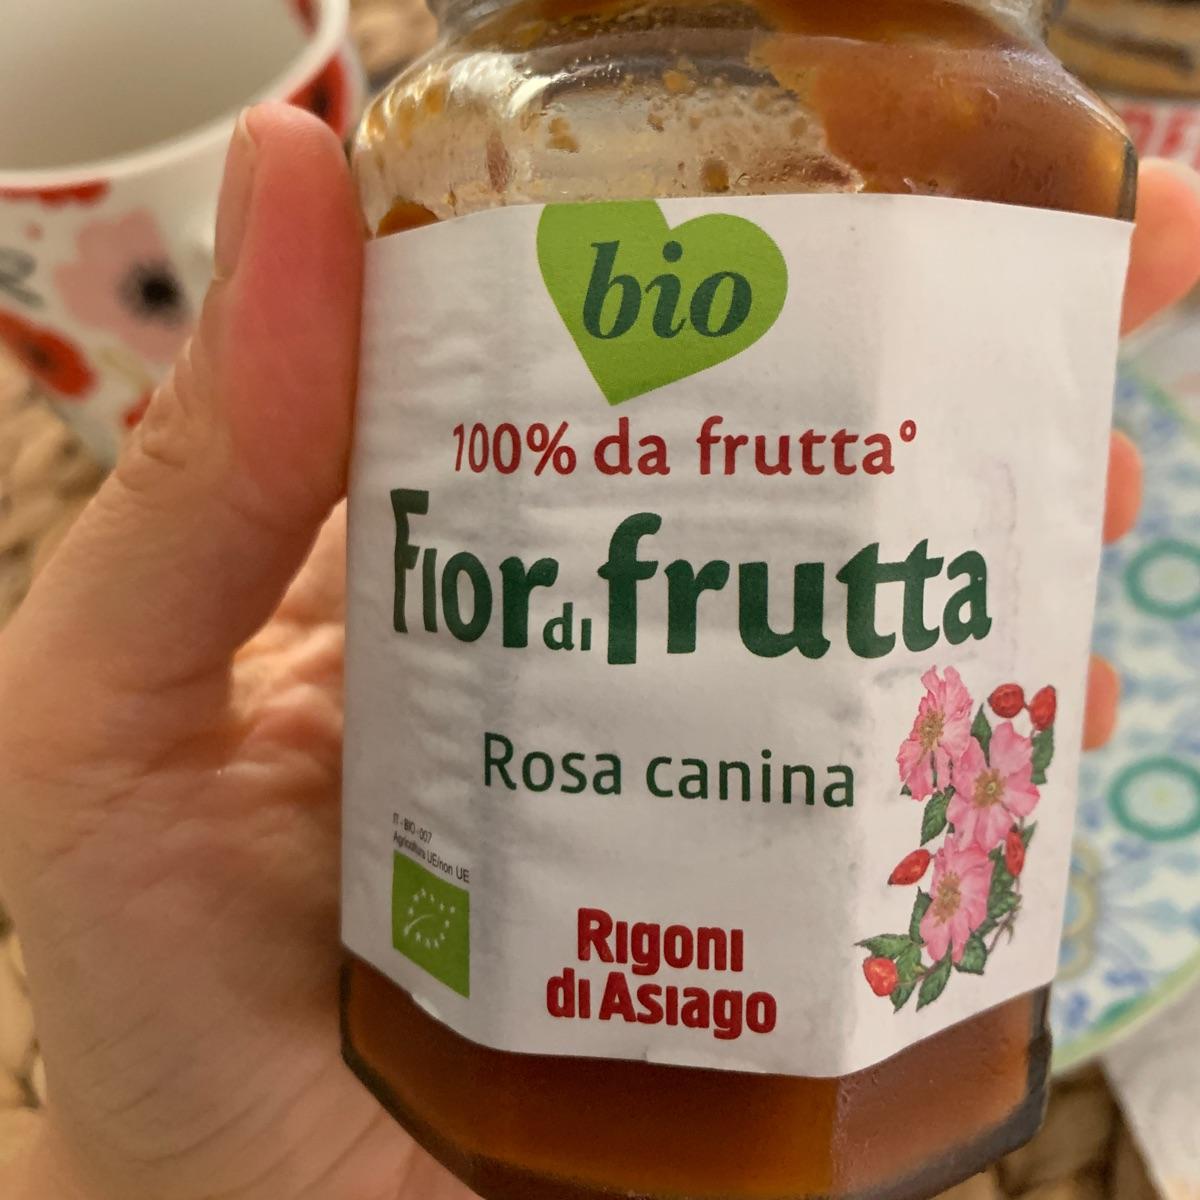 bio
100% da frutta°
Fior di frutta
Rosa canina
IT-BIO-007
Agricoltura UE/non UE
Rigoni
di Asiago